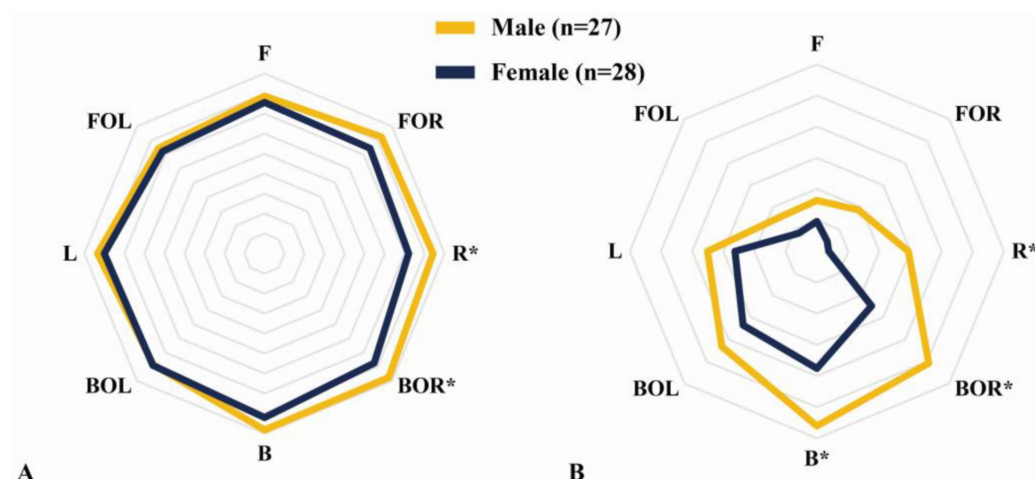 Male (n=27)
Female (n=28)
F
FOL
FOR
L
R*
BOL
BOR*
B
A
F
FOL
FOR
L
R*
BOL
BOR*
B*
B